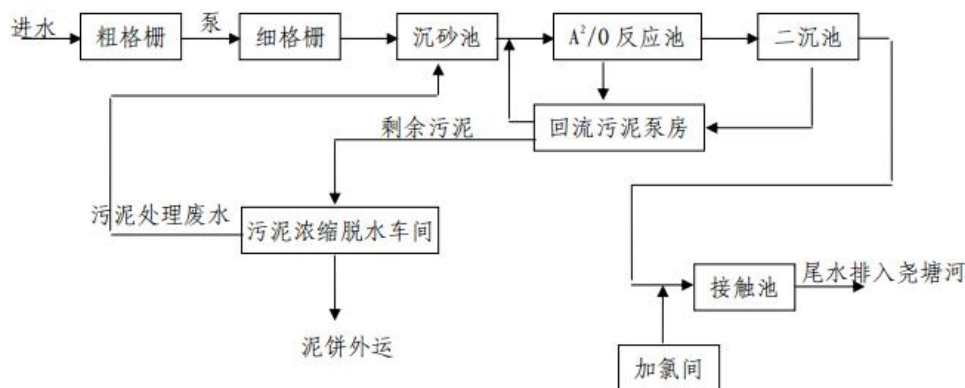 进水
粗格栅
泵
细格栅
沉砂池
A²/O 反应池
二沉池
回流污泥泵房
剩余污泥
污泥处理废水
污泥浓缩脱水车间
接触池
尾水排入尧塘河
泥饼外运
加氯间